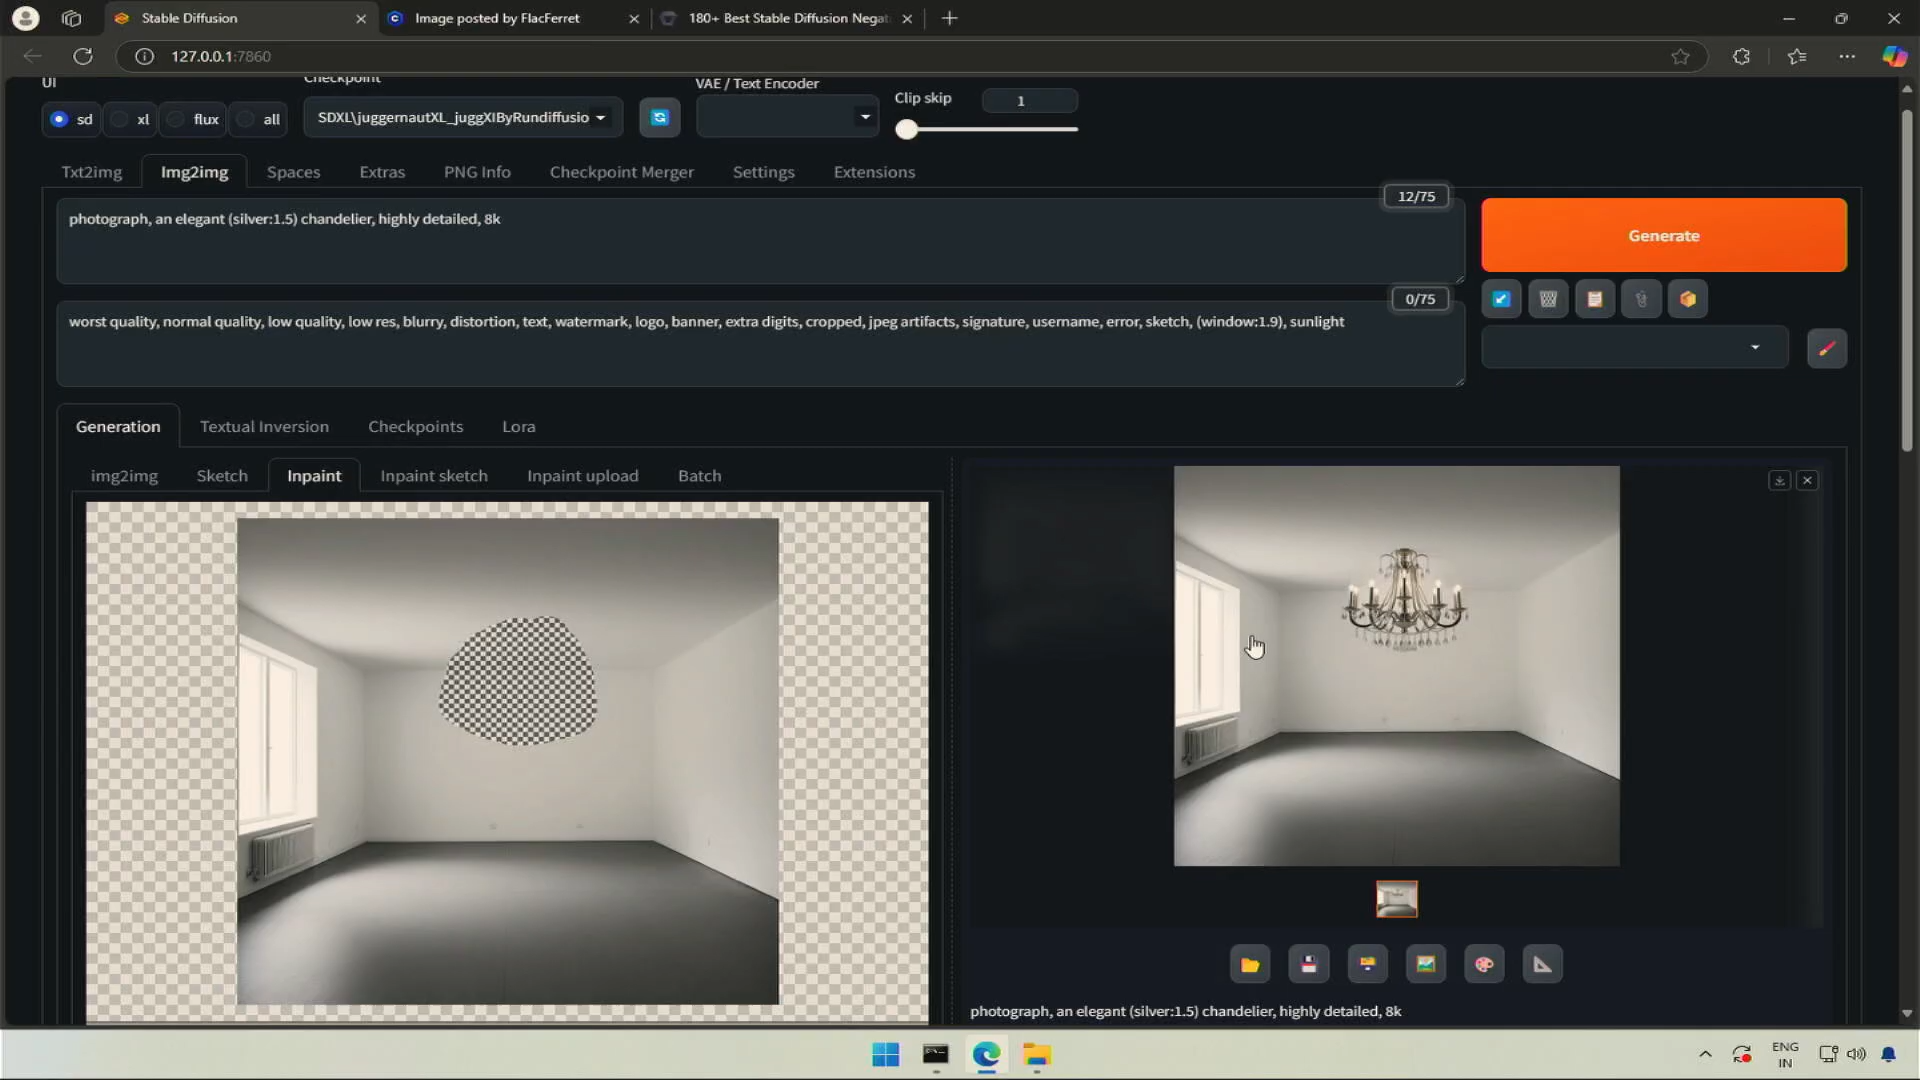 Stable Diffusion
Image posted by FlacFerret
180+ Best Stable Diffusion Negat
127.0.0.1:7860
UI
Checkpoint
VAE / Text Encoder
Clip skip
1
sd
xl
flux
all
SDXL\juggernautXL_juggXIByRundiffusio
Txt2img
Img2img
Spaces
Extras
PNG Info
Checkpoint Merger
Settings
Extensions
12/75
photograph, an elegant (silver:1.5) chandelier, highly detailed, 8k
Generate
0/75
worst quality, normal quality, low quality, low res, blurry, distortion, text, watermark, logo, banner, extra digits, cropped, jpeg artifacts, signature, username, error, sketch, (window:1.9), sunlight
Generation
Textual Inversion
Checkpoints
Lora
img2img
Sketch
Inpaint
Inpaint sketch
Inpaint upload
Batch
photograph, an elegant (silver:1.5) chandelier, highly detailed, 8k
ENG
IN